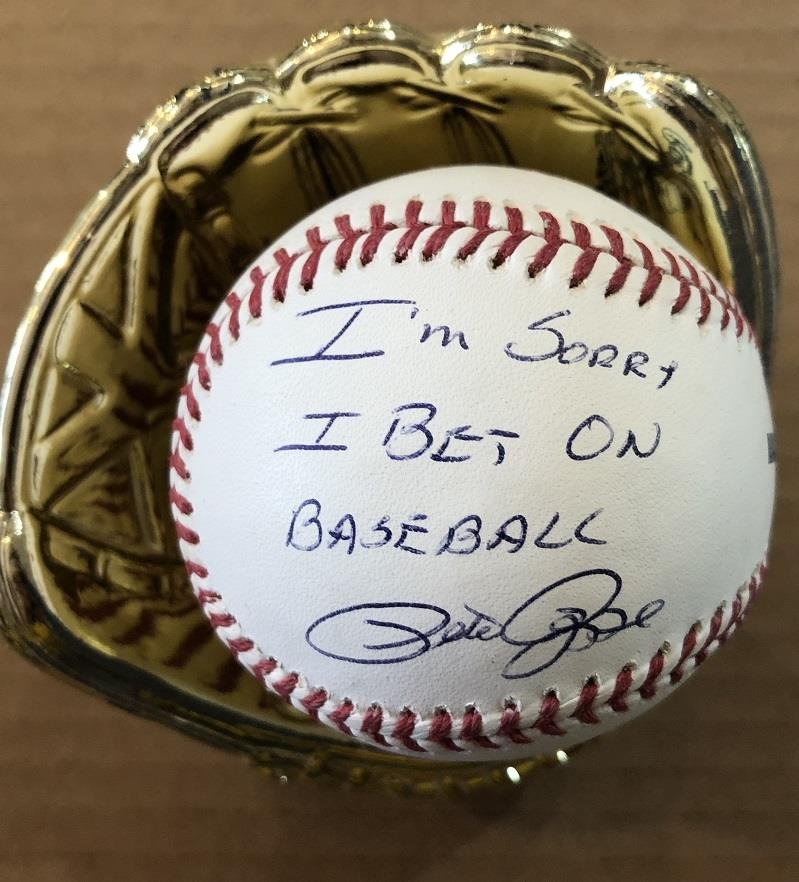 I'm Sorry
I Bet On
Baseball
Pete Rose